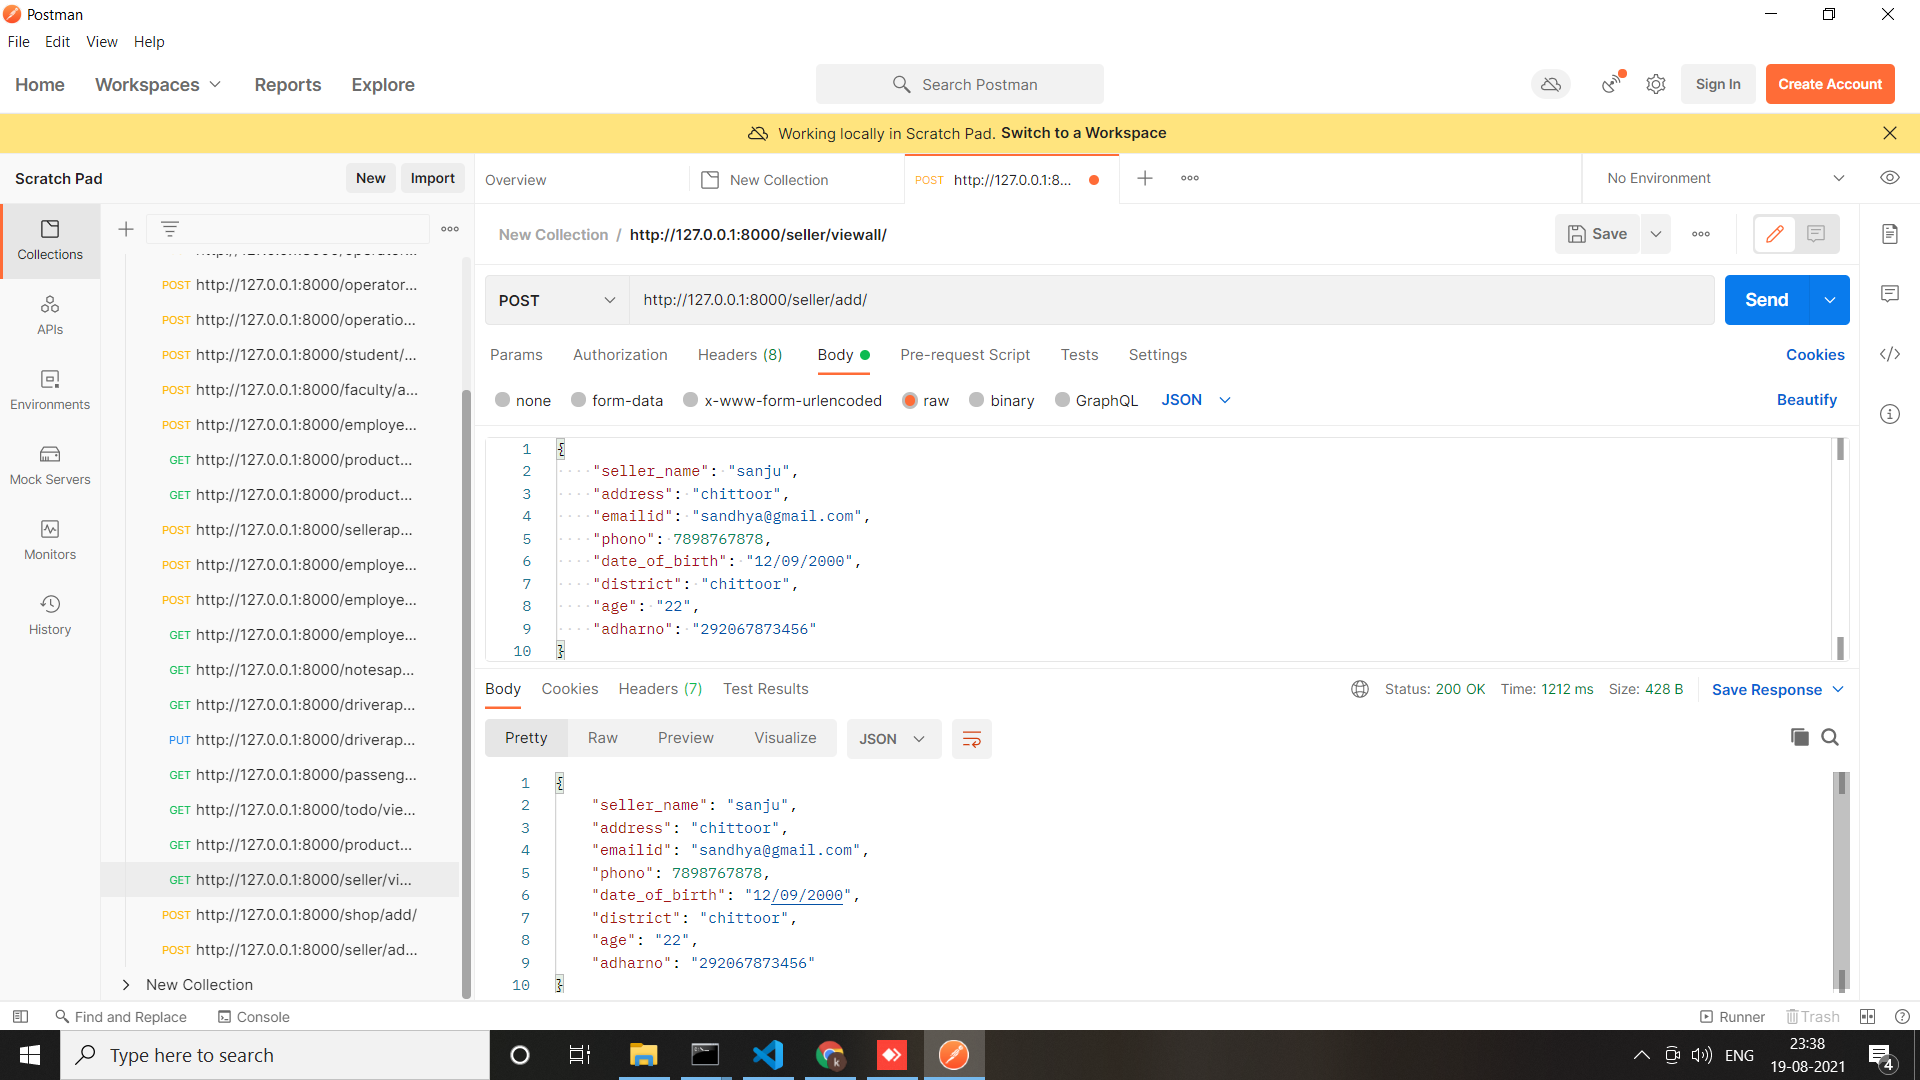 Postman
File Edit View Help
Home Workspaces Reports Explore Search Postman Sign In Create Account
Working locally in Scratch Pad. Switch to a Workspace
Scratch Pad New Import Overview New Collection POST http://127.0.0.1:8... No Environment
New Collection / http://127.0.0.1:8000/seller/viewall/ Save
POST http://127.0.0.1:8000/seller/add/ Send
Params Authorization Headers (8) Body Pre-request Script Tests Settings Cookies
none form-data x-www-form-urlencoded raw binary GraphQL JSON Beautify
1 {
2 "seller_name": "sanju",
3 "address": "chittoor",
4 "emailid": "sandhya@gmail.com",
5 "phono": 7898767878,
6 "date_of_birth": "12/09/2000",
7 "district": "chittoor",
8 "age": "22",
9 "adharno": "292067873456"
10 }
Body Cookies Headers (7) Test Results Status: 200 OK Time: 1212 ms Size: 428 B Save Response
Pretty Raw Preview Visualize JSON
1 {
2 "seller_name": "sanju",
3 "address": "chittoor",
4 "emailid": "sandhya@gmail.com",
5 "phono": 7898767878,
6 "date_of_birth": "12/09/2000",
7 "district": "chittoor",
8 "age": "22",
9 "adharno": "292067873456"
10 }
Collections
APIs
Environments
Mock Servers
Monitors
History
POST http://127.0.0.1:8000/operator...
POST http://127.0.0.1:8000/operatio...
POST http://127.0.0.1:8000/student/...
POST http://127.0.0.1:8000/faculty/a...
POST http://127.0.0.1:8000/employe...
GET http://127.0.0.1:8000/product...
GET http://127.0.0.1:8000/product...
POST http://127.0.0.1:8000/sellerap...
POST http://127.0.0.1:8000/employe...
POST http://127.0.0.1:8000/employe...
GET http://127.0.0.1:8000/employe...
GET http://127.0.0.1:8000/notesap...
GET http://127.0.0.1:8000/driverap...
PUT http://127.0.0.1:8000/driverap...
GET http://127.0.0.1:8000/passeng...
GET http://127.0.0.1:8000/todo/vie...
GET http://127.0.0.1:8000/product...
GET http://127.0.0.1:8000/seller/vi...
POST http://127.0.0.1:8000/shop/add/
POST http://127.0.0.1:8000/seller/ad...
New Collection
Find and Replace Console Runner Trash
Type here to search k ENG 23:38
19-08-2021 4